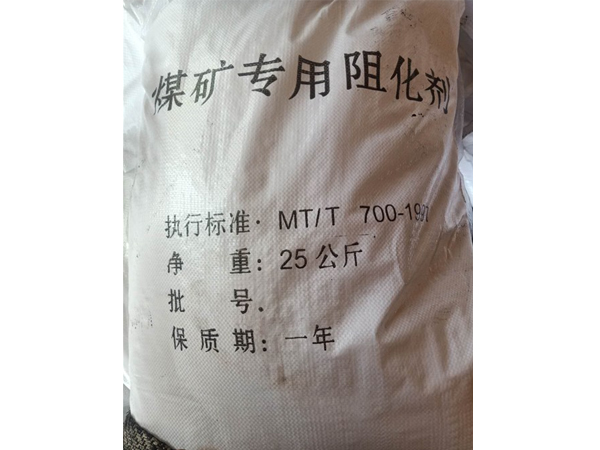 煤矿专用阻化剂
执行标准: MT/T 700-1997
净 重: 25公斤
批 号:
保质期: 一年